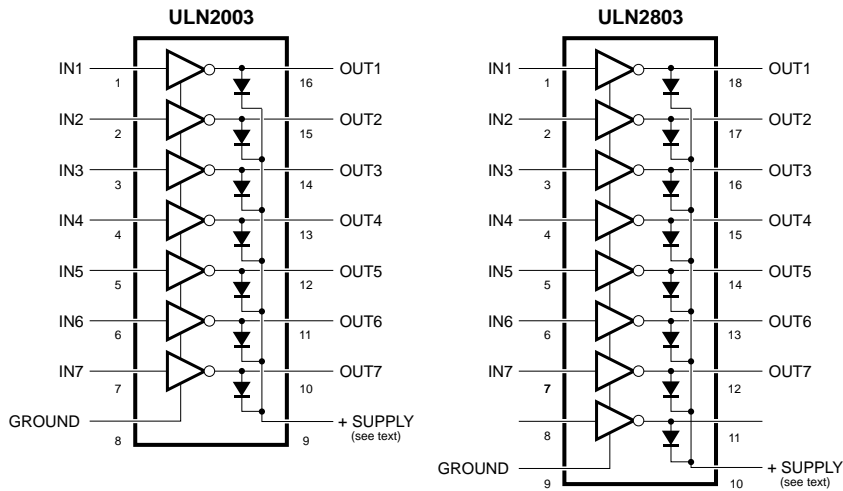 ULN2003
IN1 1 16 OUT1
IN2 2 15 OUT2
IN3 3 14 OUT3
IN4 4 13 OUT4
IN5 5 12 OUT5
IN6 6 11 OUT6
IN7 7 10 OUT7
GROUND 8 9 + SUPPLY
(see text)
ULN2803
IN1 1 18 OUT1
IN2 2 17 OUT2
IN3 3 16 OUT3
IN4 4 15 OUT4
IN5 5 14 OUT5
IN6 6 13 OUT6
IN7 7 12 OUT7
8 11
GROUND 9 10 + SUPPLY
(see text)